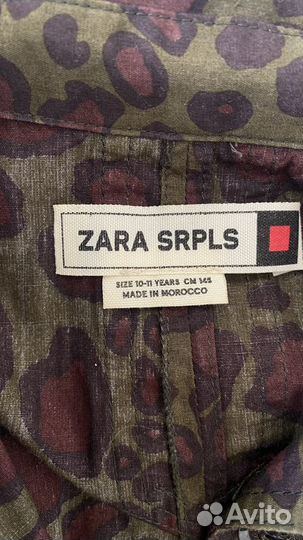 ZARA SRPLS
SIZE 10-11 YEARS CM 145
MADE IN MOROCCO
Avito